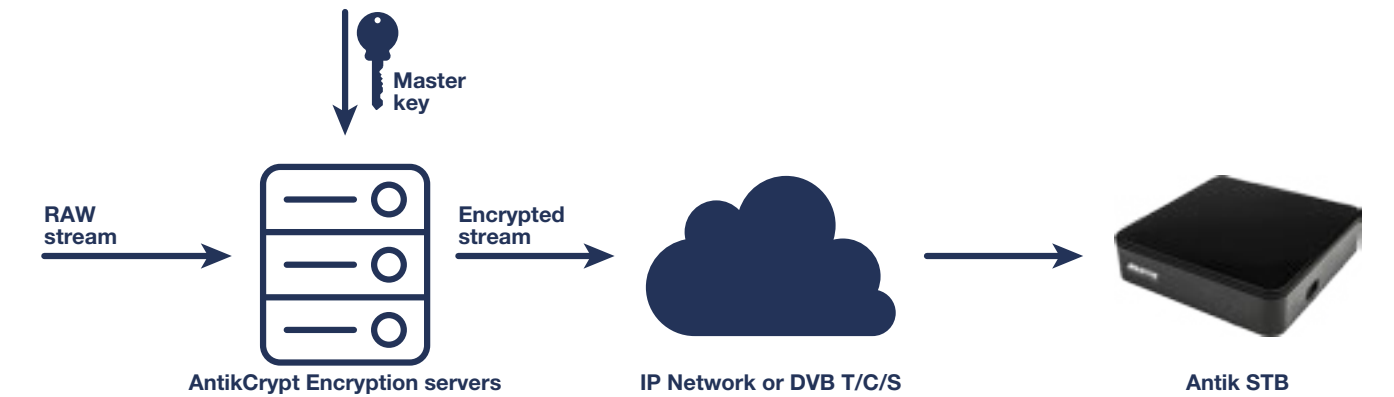 Master
key
RAW
stream
Encrypted
stream
AntikCrypt Encryption servers
IP Network or DVB T/C/S
Antik STB